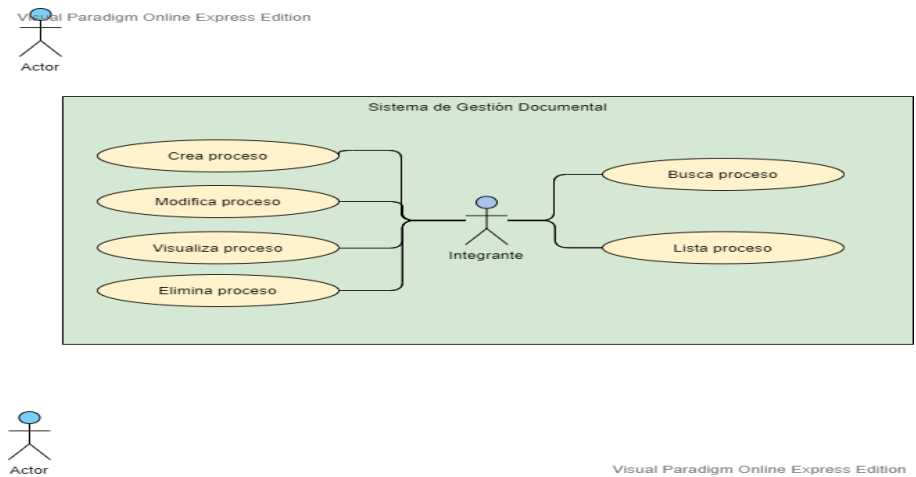 Visual Paradigm Online Express Edition
Actor
Sistema de Gestión Documental
Crea proceso
Modifica proceso
Visualiza proceso
Elimina proceso
Integrante
Busca proceso
Lista proceso
Actor
Visual Paradigm Online Express Edition